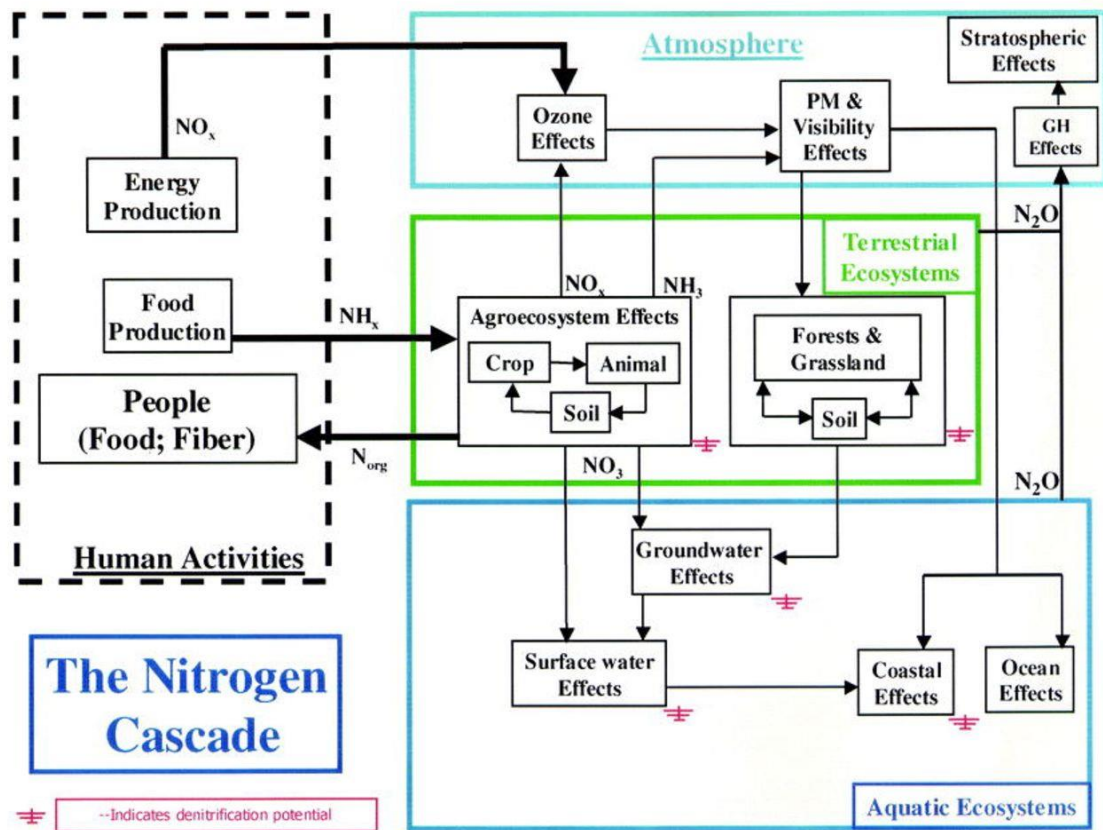 Atmosphere
Stratospheric
Effects
NOx
Ozone
Effects
PM &
Visibility
Effects
GH
Effects
Energy
Production
N2O
Terrestrial
Ecosystems
Food
Production
NHx
NOx
NH3
Agroecosystem Effects
Crop
Animal
Soil
Forests &
Grassland
Soil
People
(Food; Fiber)
Norg
NO3
N2O
Human Activities
Groundwater
Effects
Surface water
Effects
Coastal
Effects
Ocean
Effects
The Nitrogen
Cascade
--Indicates denitrification potential
Aquatic Ecosystems